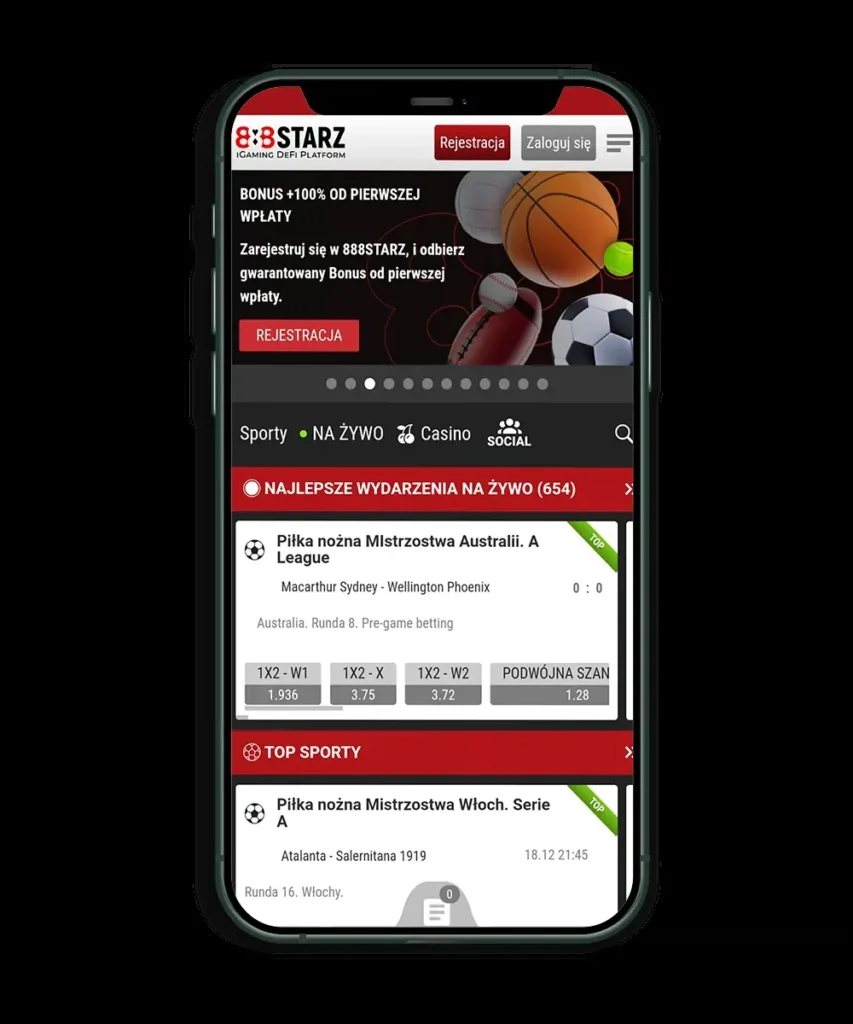 888STARZ
iGAMING DEFI PLATFORM
Rejestracja
Zaloguj się
BONUS +100% OD PIERWSZEJ
WPŁATY
Zarejestruj się w 888STARZ, i odbierz
gwarantowany Bonus od pierwszej
wpłaty.
REJESTRACJA
Sporty
NA ŻYWO
Casino
SOCIAL
NAJLEPSZE WYDARZENIA NA ŻYWO (654)
Piłka nożna MIstrzostwa Australii. A
League
TOP
Macarthur Sydney - Wellington Phoenix
0 : 0
Australia. Runda 8. Pre-game betting
1X2 - W1
1X2 - X
1X2 - W2
PODWÓJNA SZAN
1.936
3.75
3.72
1.28
TOP SPORTY
Piłka nożna Mistrzostwa Włoch. Serie
A
TOP
Atalanta - Salernitana 1919
18.12 21:45
Runda 16. Włochy.
0